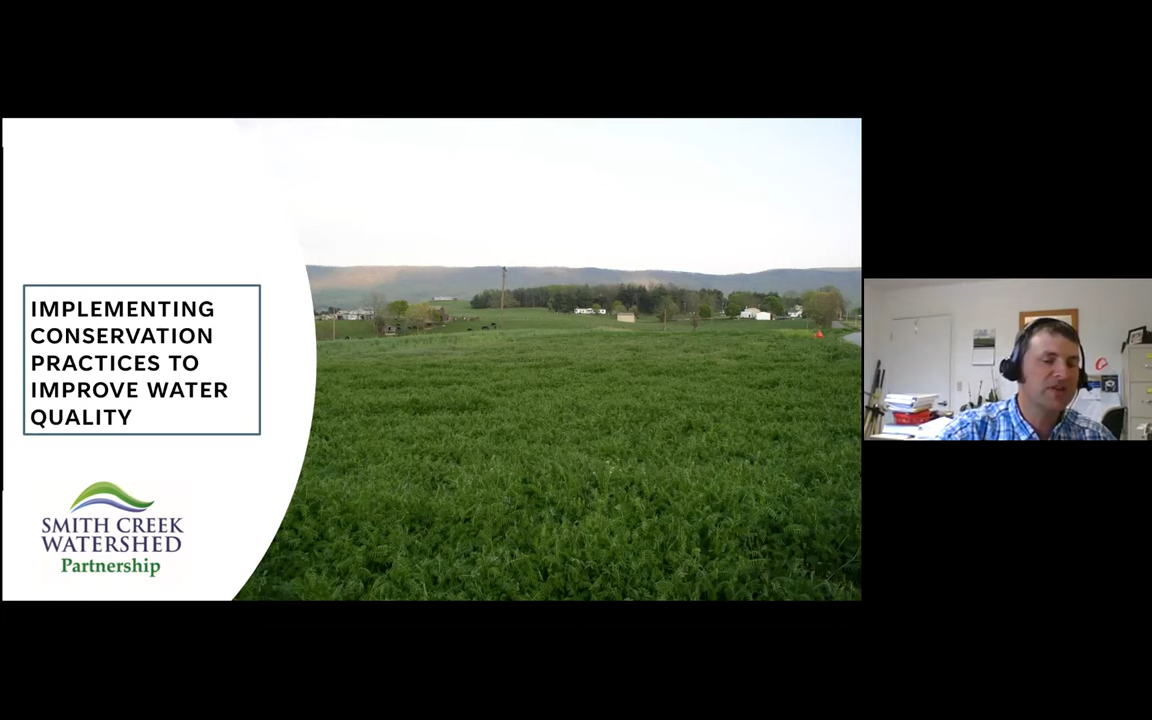 IMPLEMENTING
CONSERVATION
PRACTICES TO
IMPROVE WATER
QUALITY
SMITH CREEK
WATERSHED
Partnership